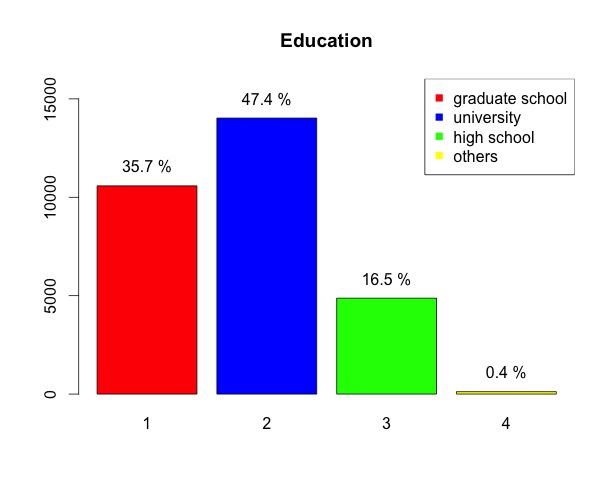 Education
graduate school
university
high school
others
15000
10000
5000
0
35.7 %
47.4 %
16.5 %
0.4 %
1
2
3
4